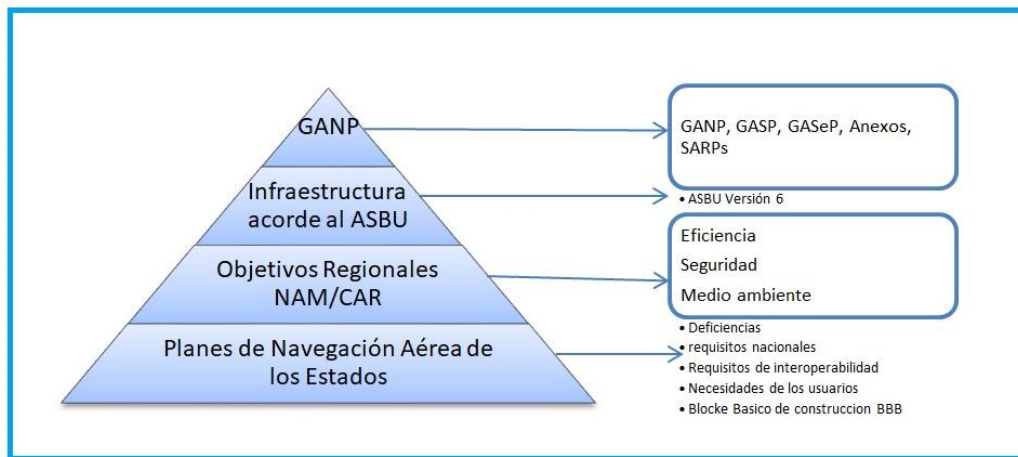 GANP
GANP, GASP, GASeP, Anexos,
SARPs
Infraestructura
acorde al ASBU
• ASBU Versión 6
Objetivos Regionales
NAM/CAR
Eficiencia
Seguridad
Medio ambiente
Planes de Navegación Aérea de
los Estados
• Deficiencias
• requisitos nacionales
• Requisitos de interoperabilidad
• Necesidades de los usuarios
• Blocke Basico de construccion BBB